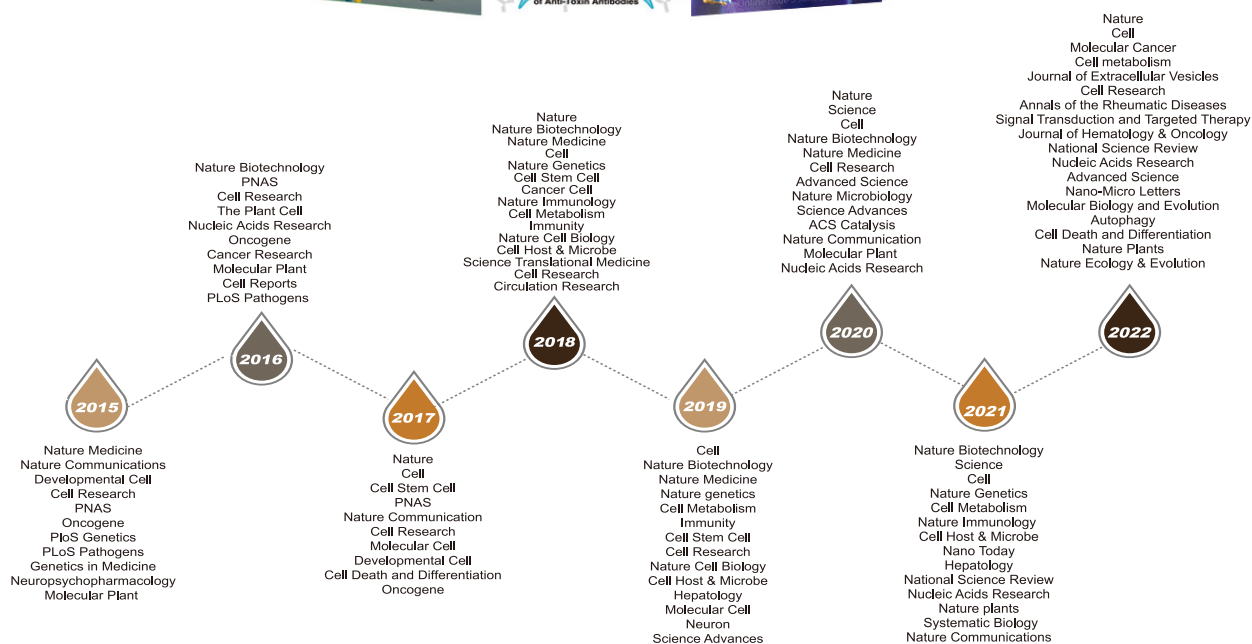 of Anti-Toxin Antibodies
Nature Medicine
Nature Communications
Developmental Cell
Cell Research
PNAS
Oncogene
PloS Genetics
PLoS Pathogens
Genetics in Medicine
Neuropsychopharmacology
Molecular Plant
2015
Nature Biotechnology
PNAS
Cell Research
The Plant Cell
Nucleic Acids Research
Oncogene
Cancer Research
Molecular Plant
Cell Reports
PLoS Pathogens
2016
2017
Nature
Cell
Cell Stem Cell
PNAS
Nature Communication
Cell Research
Molecular Cell
Developmental Cell
Cell Death and Differentiation
Oncogene
Nature
Nature Biotechnology
Nature Medicine
Cell
Nature Genetics
Cell Stem Cell
Cancer Cell
Nature Immunology
Cell Metabolism
Immunity
Nature Cell Biology
Cell Host & Microbe
Science Translational Medicine
Cell Research
Circulation Research
2018
2019
Cell
Nature Biotechnology
Nature Medicine
Nature genetics
Cell Metabolism
Immunity
Cell Stem Cell
Cell Research
Nature Cell Biology
Cell Host & Microbe
Hepatology
Molecular Cell
Neuron
Science Advances
Nature
Science
Cell
Nature Biotechnology
Nature Medicine
Cell Research
Advanced Science
Nature Microbiology
Science Advances
ACS Catalysis
Nature Communication
Molecular Plant
Nucleic Acids Research
2020
2021
Nature Biotechnology
Science
Cell
Nature Genetics
Cell Metabolism
Nature Immunology
Cell Host & Microbe
Nano Today
Hepatology
National Science Review
Nucleic Acids Research
Nature plants
Systematic Biology
Nature Communications
Nature
Cell
Molecular Cancer
Cell metabolism
Journal of Extracellular Vesicles
Cell Research
Annals of the Rheumatic Diseases
Signal Transduction and Targeted Therapy
Journal of Hematology & Oncology
National Science Review
Nucleic Acids Research
Advanced Science
Nano-Micro Letters
Molecular Biology and Evolution
Autophagy
Cell Death and Differentiation
Nature Plants
Nature Ecology & Evolution
2022